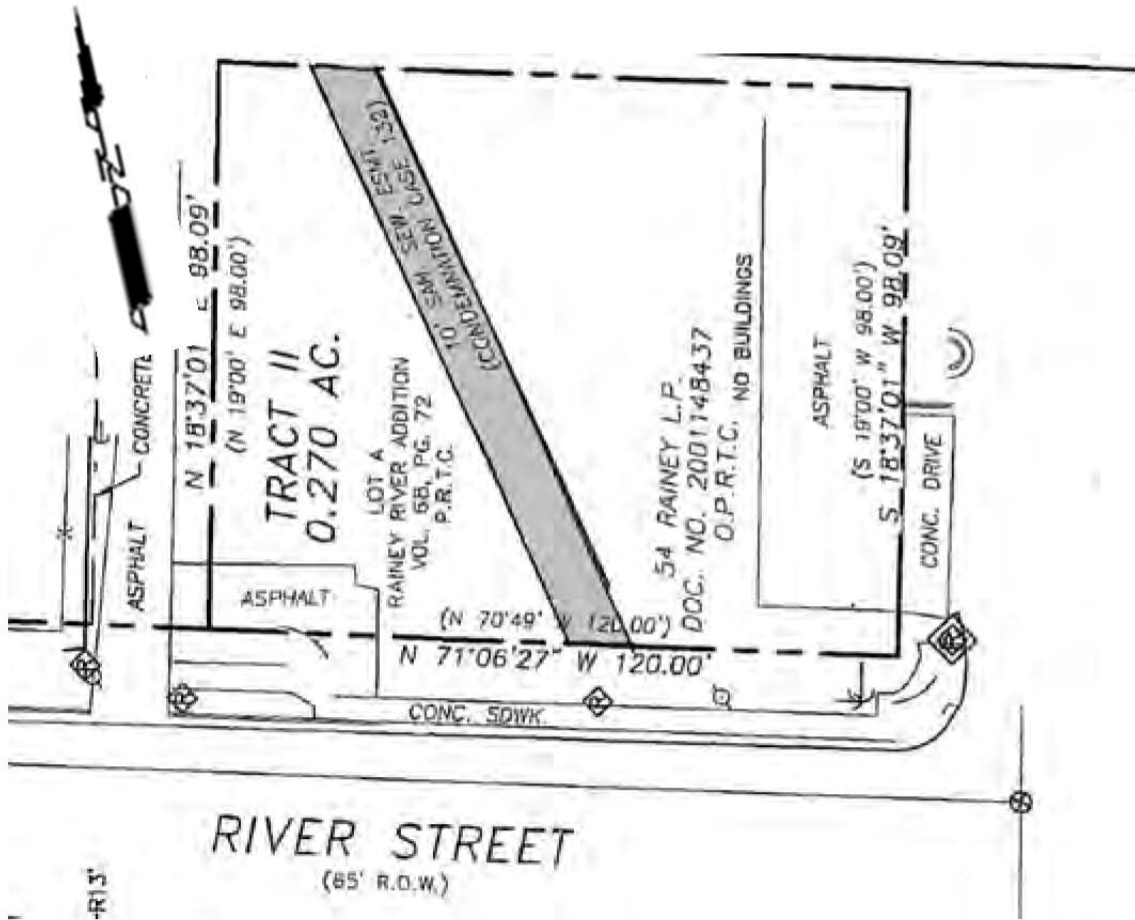 N
N 18°37'01 E 98.09'
(N 19°00' E 98.00')
TRACT II
0.270 AC.
LOT A
RAINEY RIVER ADDITION
VOL. 68, PG. 72
P.R.T.C.
10' SAN. SEW. ESMT
(CONDEMNATION CASE 132)
54 RAINEY L.P.
DOC. NO. 2001148437
O.P.R.T.C.
NO BUILDINGS
ASPHALT
(S 19°00' W 98.00')
S 18°37'01" W 98.09'
CONC. DRIVE
CONCRETE
ASPHALT
ASPHALT
(N 70°49' W 120.00')
N 71°06'27" W 120.00'
CONC. SDWK.
RIVER STREET
(65' R.O.W.)